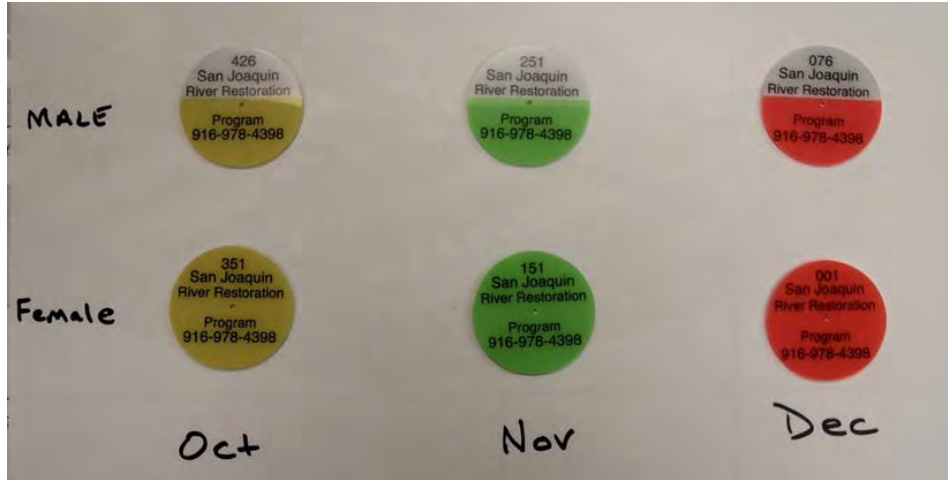 MALE
426
San Joaquin
River Restoration
Program
916-978-4398
251
San Joaquin
River Restoration
Program
916-978-4398
076
San Joaquin
River Restoration
Program
916-978-4398
Female
351
San Joaquin
River Restoration
Program
916-978-4398
151
San Joaquin
River Restoration
Program
916-978-4398
001
San Joaquin
River Restoration
Program
916-978-4398
Oct
Nov
Dec